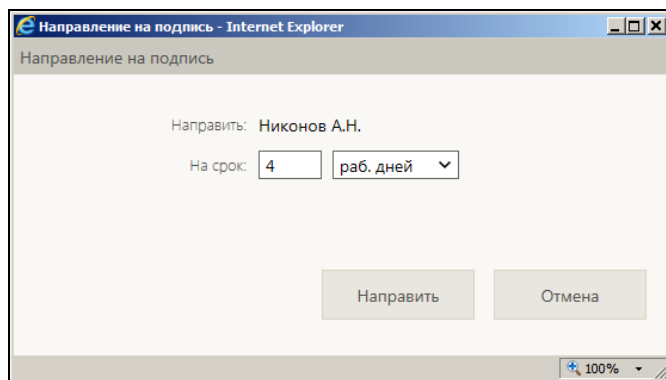 Направление на подпись - Internet Explorer
Направление на подпись
Направить: Никонов А.Н.
На срок: 4 раб. дней
Направить Отмена
100%